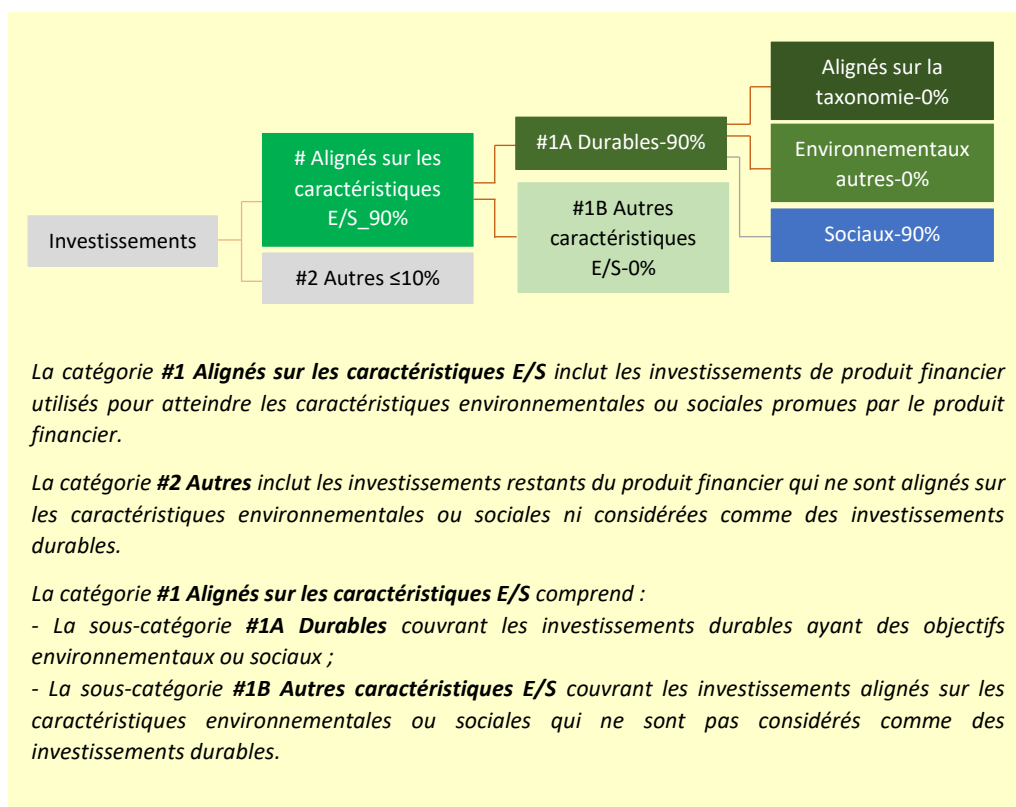 Investissements
# Alignés sur les
caractéristiques
E/S_90%
#2 Autres ≤10%
#1A Durables-90%
#1B Autres
caractéristiques
E/S-0%
Alignés sur la
taxonomie-0%
Environnementaux
autres-0%
Sociaux-90%
La catégorie #1 Alignés sur les caractéristiques E/S inclut les investissements de produit financier
utilisés pour atteindre les caractéristiques environnementales ou sociales promues par le produit
financier.
La catégorie #2 Autres inclut les investissements restants du produit financier qui ne sont alignés sur
les caractéristiques environnementales ou sociales ni considérées comme des investissements
durables.
La catégorie #1 Alignés sur les caractéristiques E/S comprend :
- La sous-catégorie #1A Durables couvrant les investissements durables ayant des objectifs
environnementaux ou sociaux ;
- La sous-catégorie #1B Autres caractéristiques E/S couvrant les investissements alignés sur les
caractéristiques environnementales ou sociales qui ne sont pas considérés comme des
investissements durables.